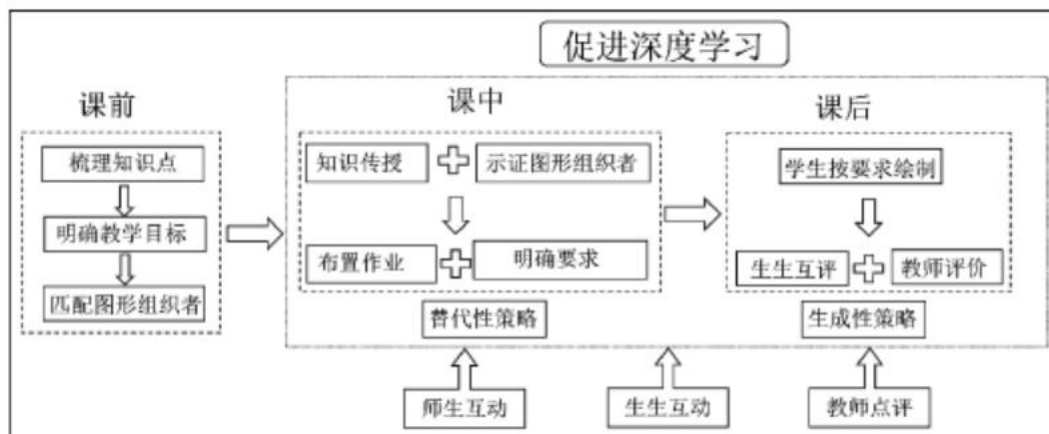 促进深度学习
课前
课中
课后
梳理知识点
明确教学目标
匹配图形组织者
知识传授
示证图形组织者
布置作业
明确要求
替代性策略
学生按要求绘制
生生互评
教师评价
生成性策略
师生互动
生生互动
教师点评